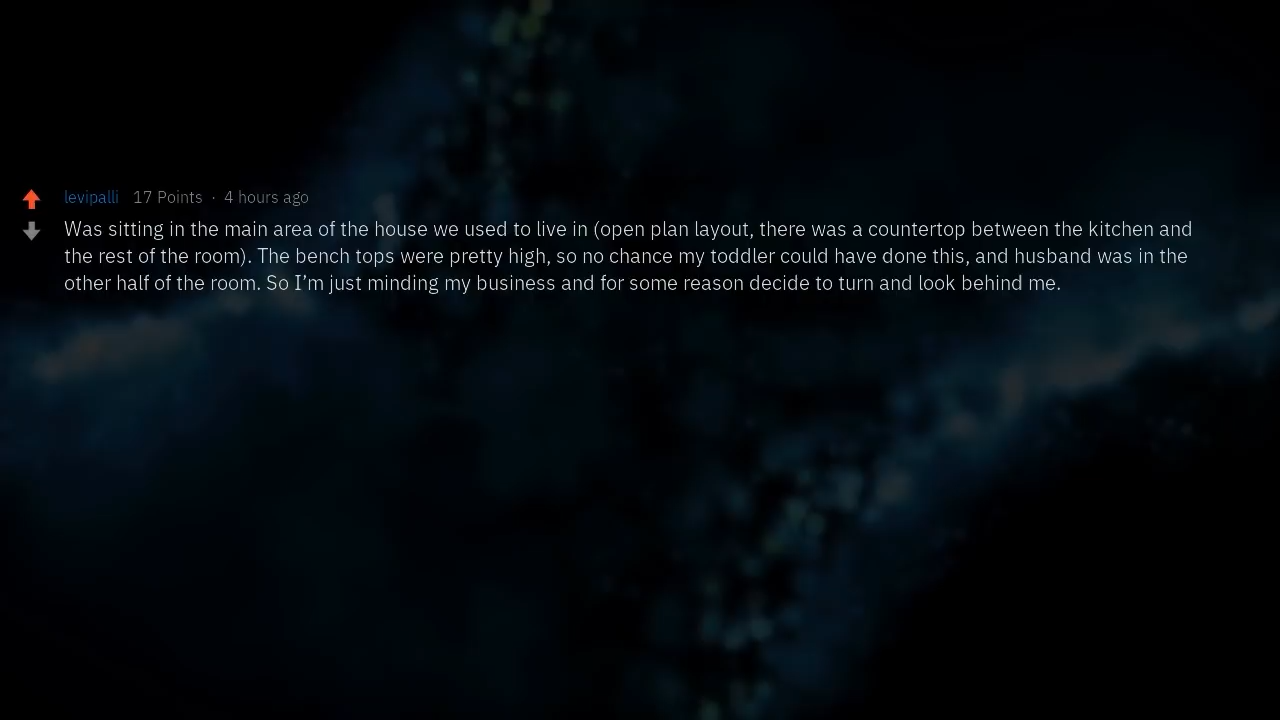 levipalli 17 Points · 4 hours ago
Was sitting in the main area of the house we used to live in (open plan layout, there was a countertop between the kitchen and
the rest of the room). The bench tops were pretty high, so no chance my toddler could have done this, and husband was in the
other half of the room. So I’m just minding my business and for some reason decide to turn and look behind me.